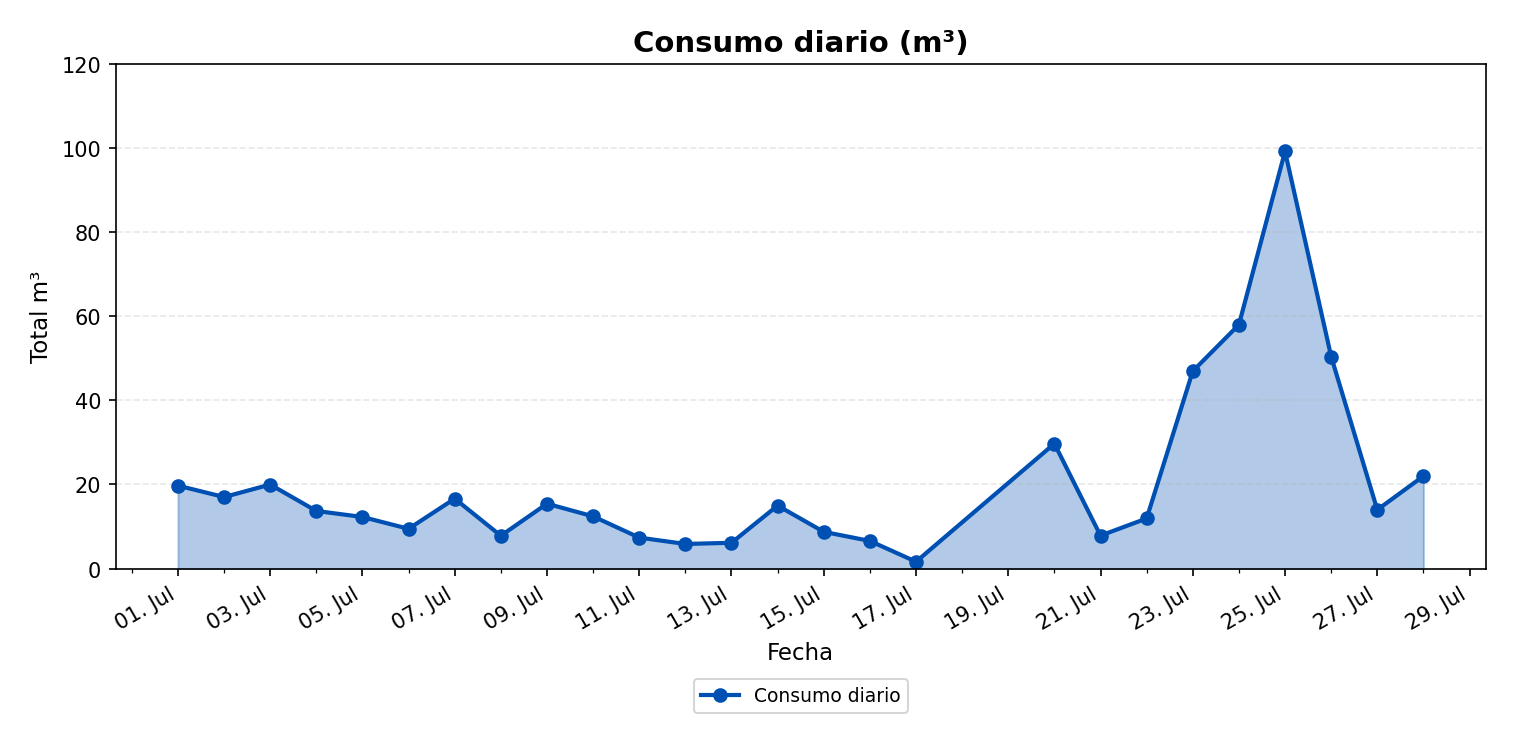 Consumo diario (m³)
120
100
80
60
40
20
0
Total m³
01. Jul
03. Jul
05. Jul
07. Jul
09. Jul
11. Jul
13. Jul
15. Jul
17. Jul
19. Jul
21. Jul
23. Jul
25. Jul
27. Jul
29. Jul
Fecha
Consumo diario